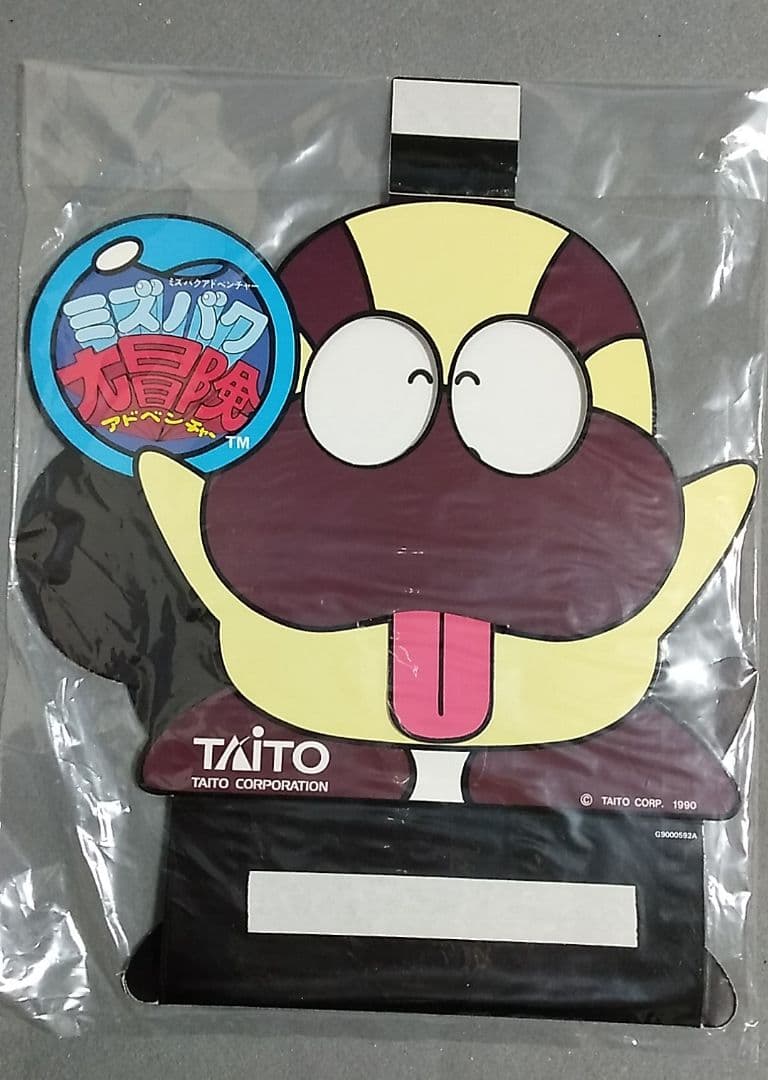 ミズバクアドベンチャー
ミズバク
大冒険
アドベンチャー
TM
TAiTO
TAITO CORPORATION
© TAITO CORP. 1990
G9000592A